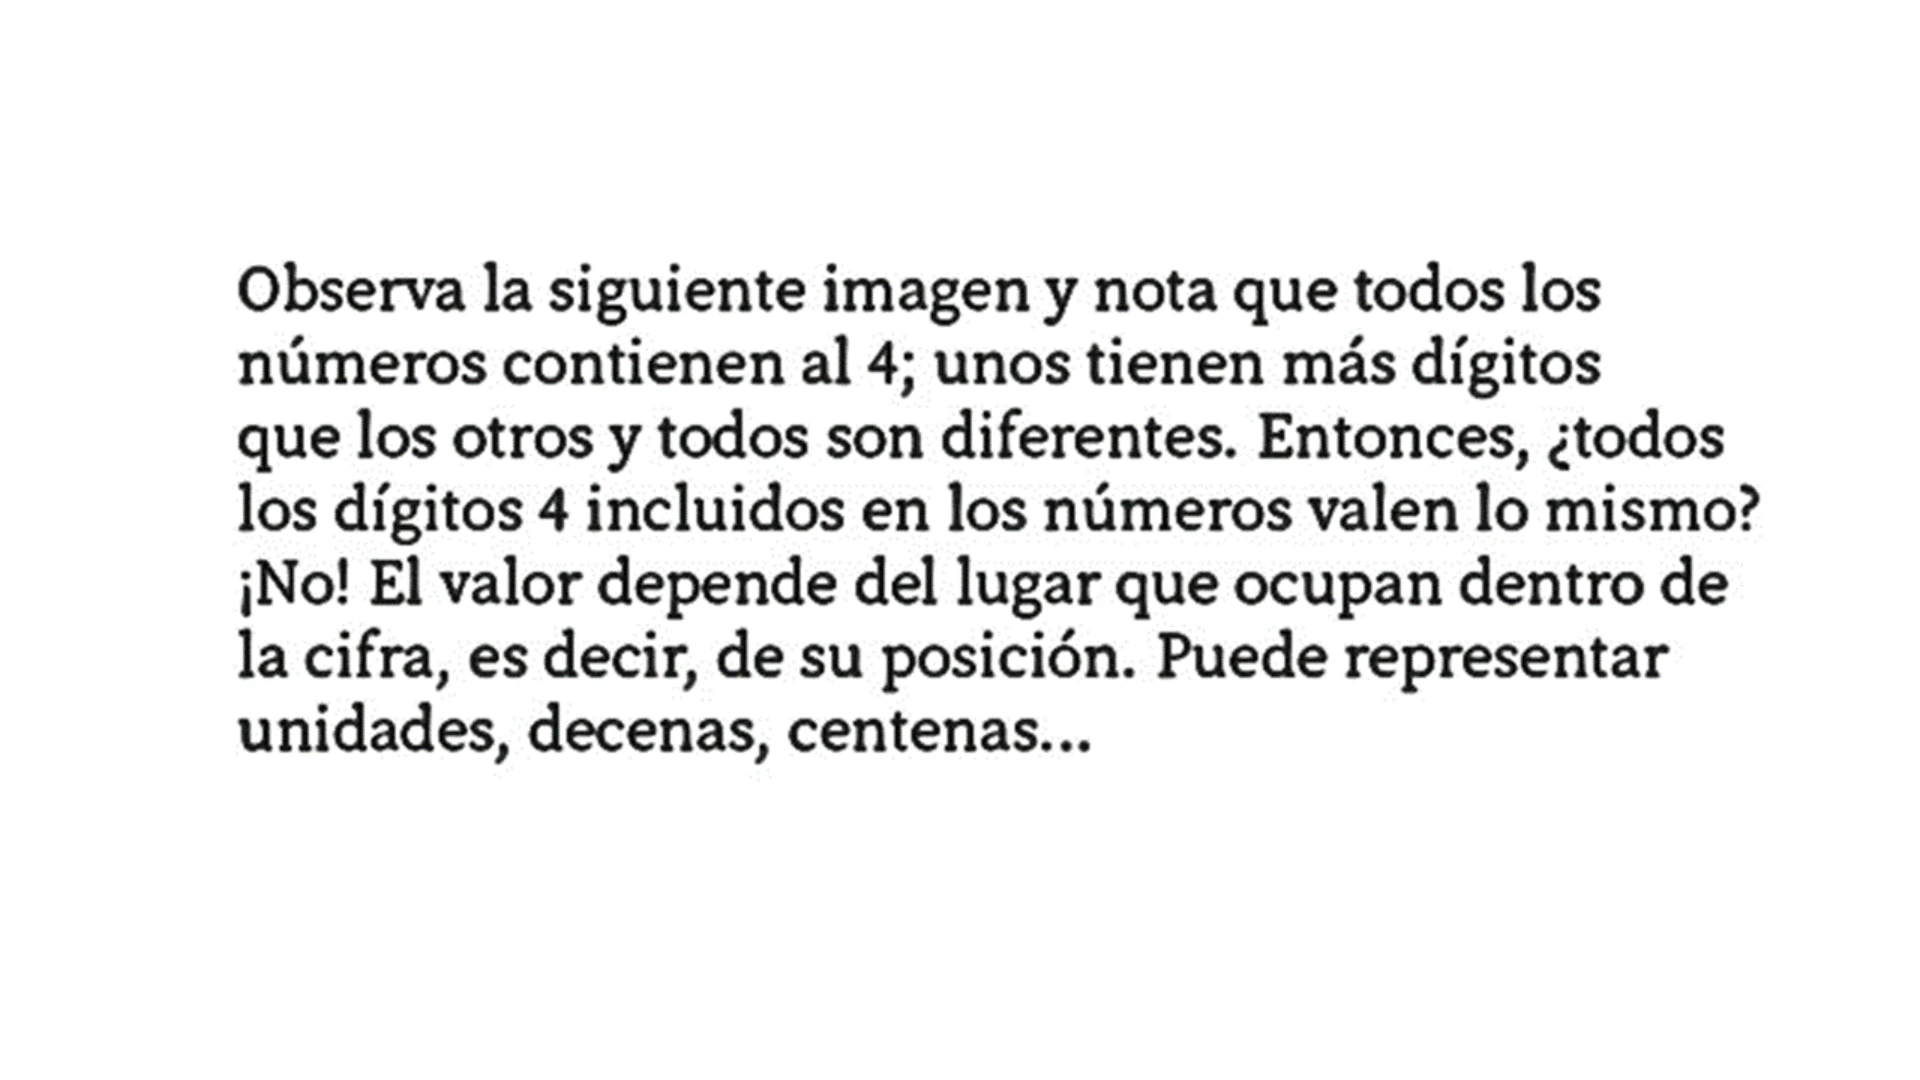 Observa la siguiente imagen y nota que todos los
números contienen al 4; unos tienen más dígitos
que los otros y todos son diferentes. Entonces, ¿todos
los dígitos 4 incluidos en los números valen lo mismo?
¡No! El valor depende del lugar que ocupan dentro de
la cifra, es decir, de su posición. Puede representar
unidades, decenas, centenas...